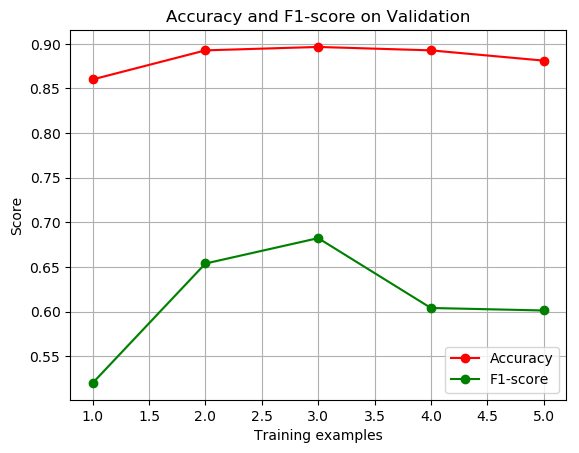 Accuracy and F1-score on Validation
0.90
0.85
0.80
0.75
0.70
0.65
0.60
0.55
Score
1.0 1.5 2.0 2.5 3.0 3.5 4.0 4.5 5.0
Training examples
Accuracy
F1-score